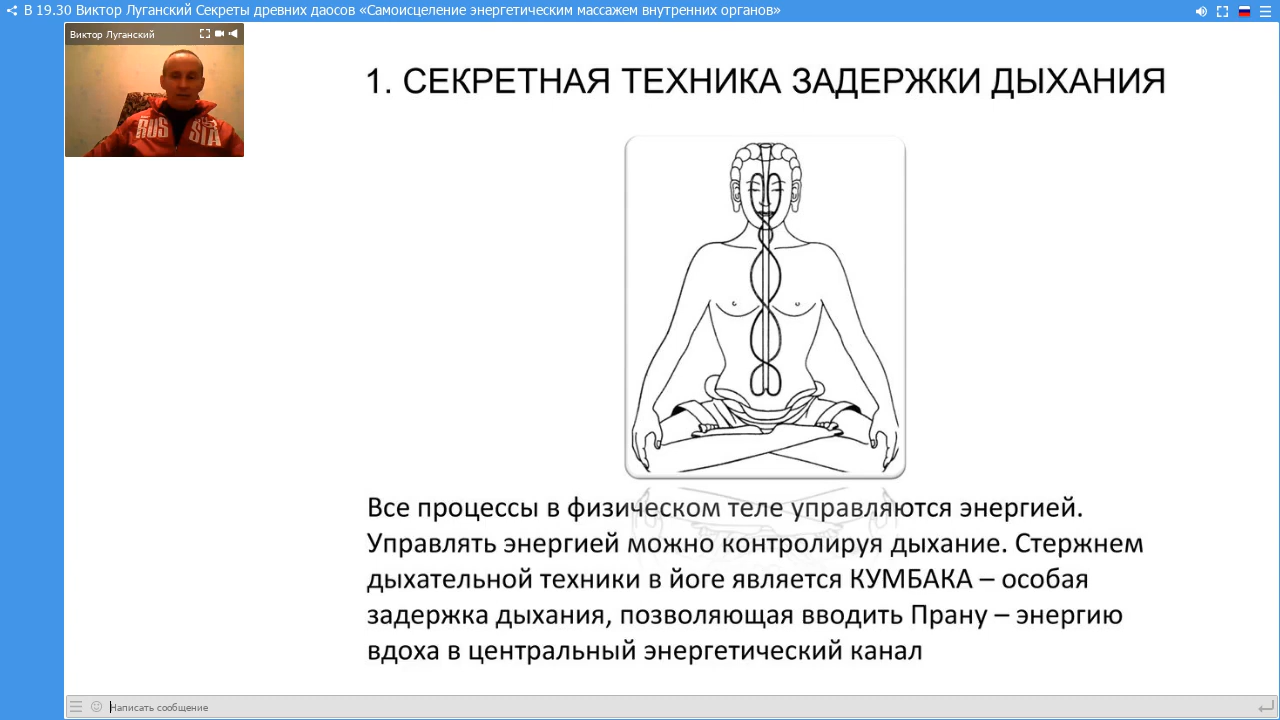 В 19.30 Виктор Луганский Секреты древних даосов «Самоисцеление энергетическим массажем внутренних органов»
Виктор Луганский
RUS SIA
1. СЕКРЕТНАЯ ТЕХНИКА ЗАДЕРЖКИ ДЫХАНИЯ
Все процессы в физическом теле управляются энергией.
Управлять энергией можно контролируя дыхание. Стержнем
дыхательной техники в йоге является КУМБАКА – особая
задержка дыхания, позволяющая вводить Прану – энергию
вдоха в центральный энергетический канал
Написать сообщение